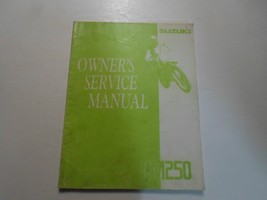 SUZUKI
OWNER'S
SERVICE
MANUAL
RM250